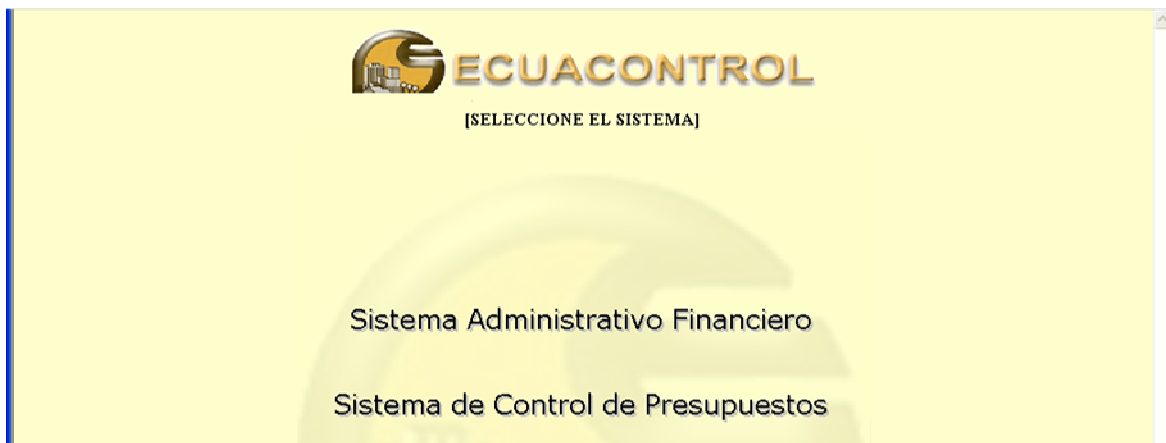 ECUACONTROL
[SELECCIONE EL SISTEMA]
Sistema Administrativo Financiero
Sistema de Control de Presupuestos